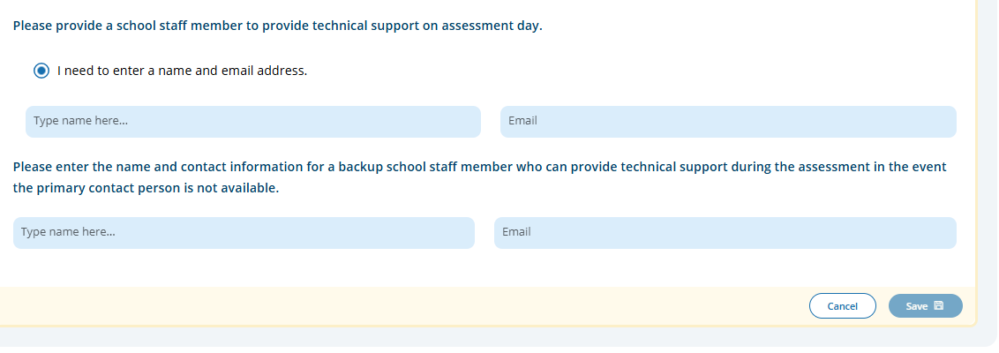 Please provide a school staff member to provide technical support on assessment day.
I need to enter a name and email address.
Type name here... Email
Please enter the name and contact information for a backup school staff member who can provide technical support during the assessment in the event
the primary contact person is not available.
Type name here... Email
Cancel Save